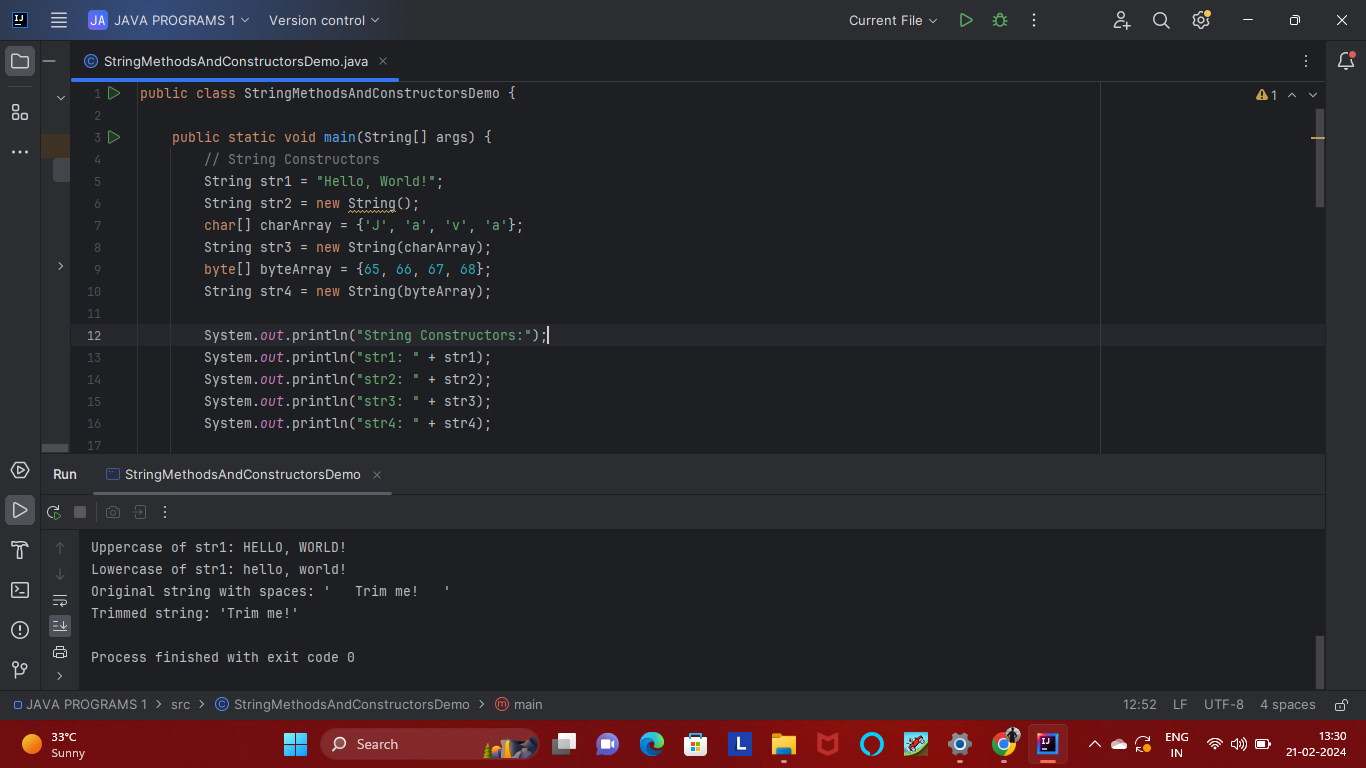 JA JAVA PROGRAMS 1 Version control Current File
StringMethodsAndConstructorsDemo.java
1 public class StringMethodsAndConstructorsDemo {
2
3 public static void main(String[] args) {
4 // String Constructors
5 String str1 = "Hello, World!";
6 String str2 = new String();
7 char[] charArray = {'J', 'a', 'v', 'a'};
8 String str3 = new String(charArray);
9 byte[] byteArray = {65, 66, 67, 68};
10 String str4 = new String(byteArray);
11
12 System.out.println("String Constructors:");
13 System.out.println("str1: " + str1);
14 System.out.println("str2: " + str2);
15 System.out.println("str3: " + str3);
16 System.out.println("str4: " + str4);
17
1
Run StringMethodsAndConstructorsDemo
Uppercase of str1: HELLO, WORLD!
Lowercase of str1: hello, world!
Original string with spaces: '   Trim me!   '
Trimmed string: 'Trim me!'
Process finished with exit code 0
JAVA PROGRAMS 1 > src > StringMethodsAndConstructorsDemo > main 12:52 LF UTF-8 4 spaces
33°C
Sunny
Search
L
ENG
IN
13:30
21-02-2024